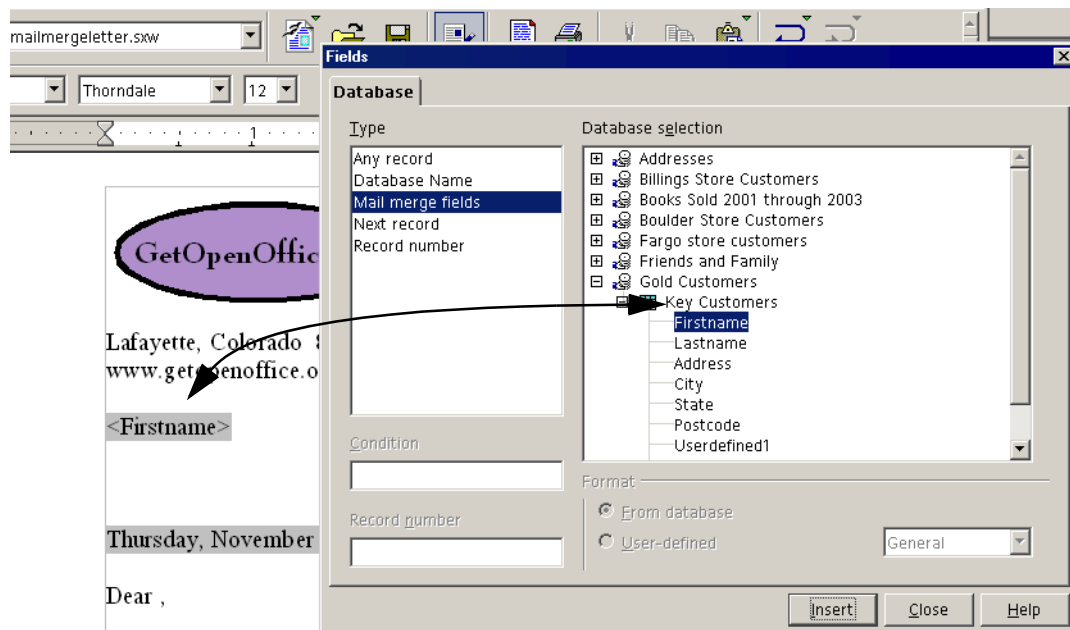 mailmergeletter.sxw
Fields
Thorndale 12
Database
1
Type
Database selection
Any record
Database Name
Mail merge fields
Next record
Record number
Addresses
Billings Store Customers
Books Sold 2001 through 2003
Boulder Store Customers
Fargo store customers
Friends and Family
Gold Customers
Key Customers
Firstname
Lastname
Address
City
State
Postcode
Userdefined1
GetOpenOffic
Lafayette, Colorado
www.getopenoffice.o
<Firstname>
Thursday, November
Dear ,
Condition
Record number
Format
From database
User-defined
General
Insert
Close
Help